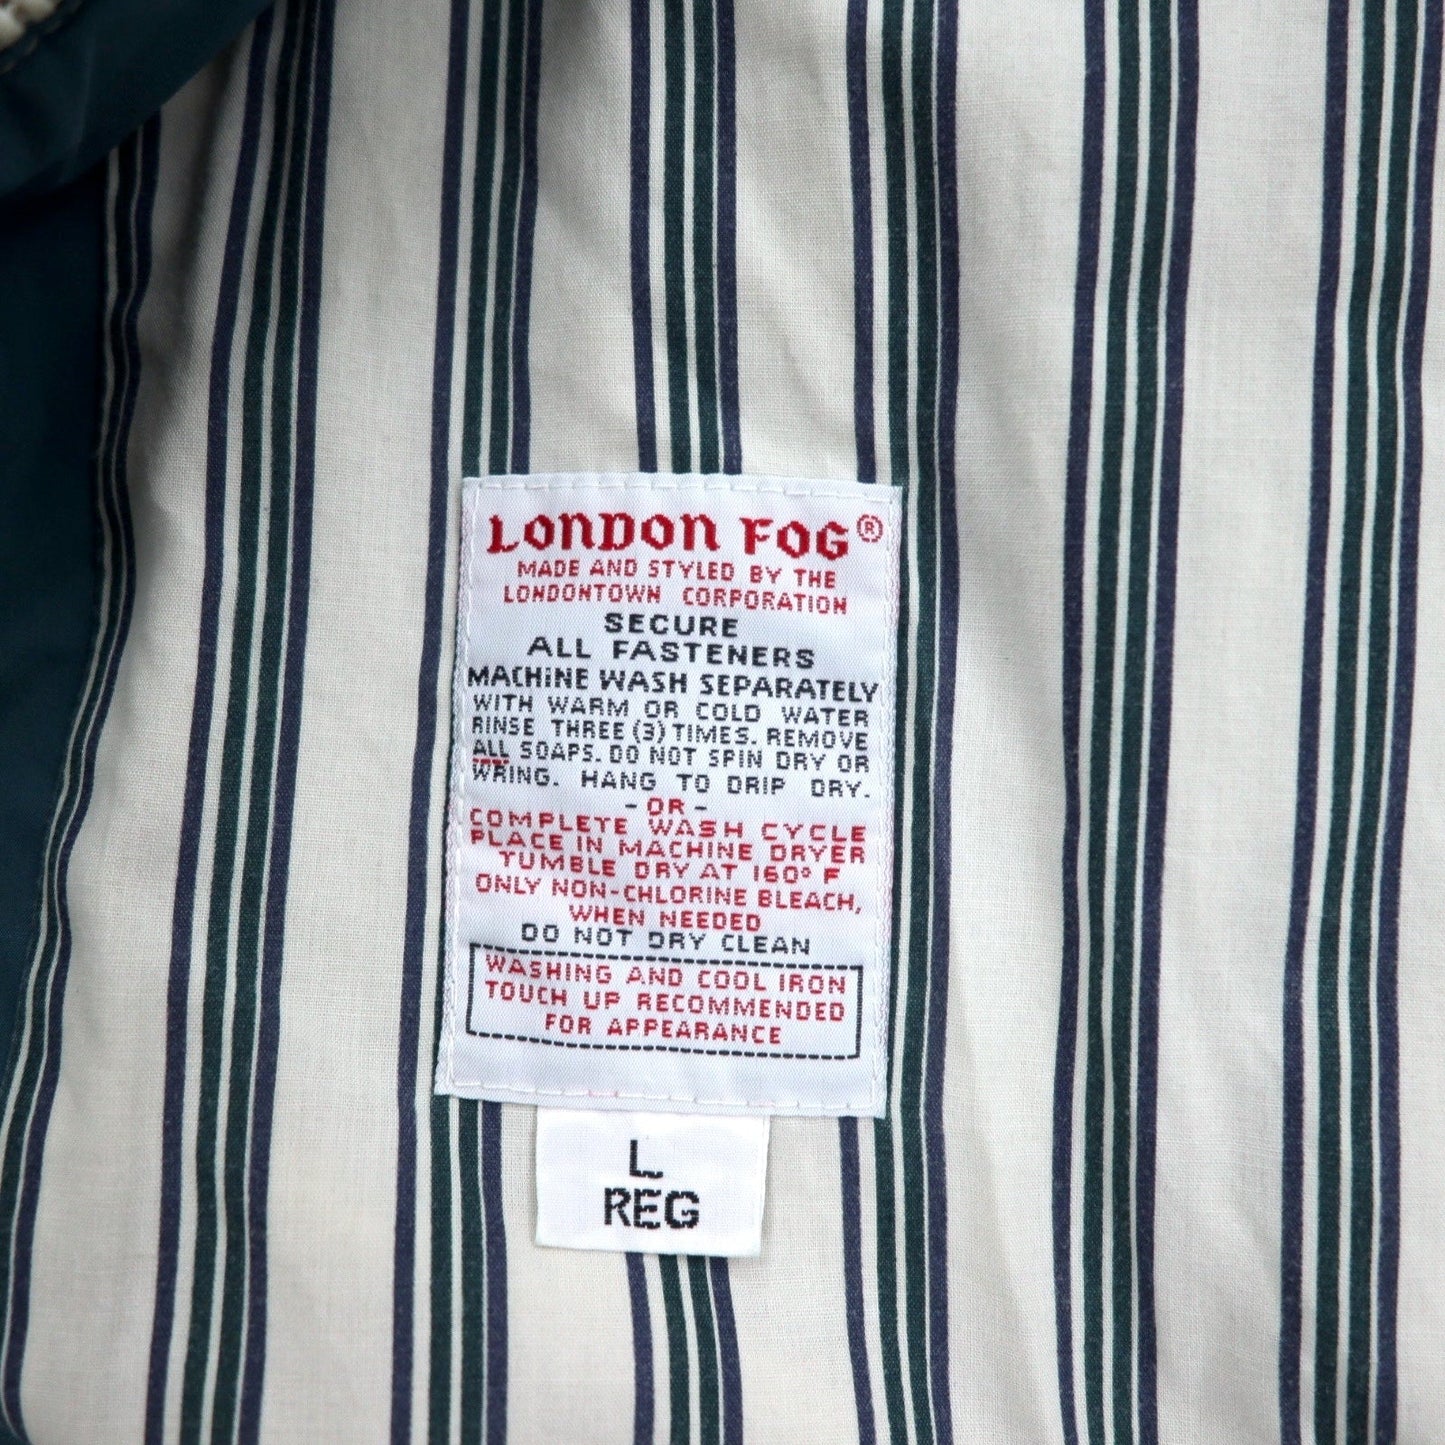 LONDON FOG®
MADE AND STYLED BY THE
LONDONTOWN CORPORATION
SECURE
ALL FASTENERS
MACHINE WASH SEPARATELY
WITH WARM OR COLD WATER
RINSE THREE (3) TIMES. REMOVE
ALL SOAPS. DO NOT SPIN DRY OR
WRING. HANG TO DRIP DRY.
- OR -
COMPLETE WASH CYCLE
PLACE IN MACHINE DRYER
TUMBLE DRY AT 160° F
ONLY NON-CHLORINE BLEACH,
WHEN NEEDED
DO NOT DRY CLEAN
WASHING AND COOL IRON
TOUCH UP RECOMMENDED
FOR APPEARANCE
L
REG